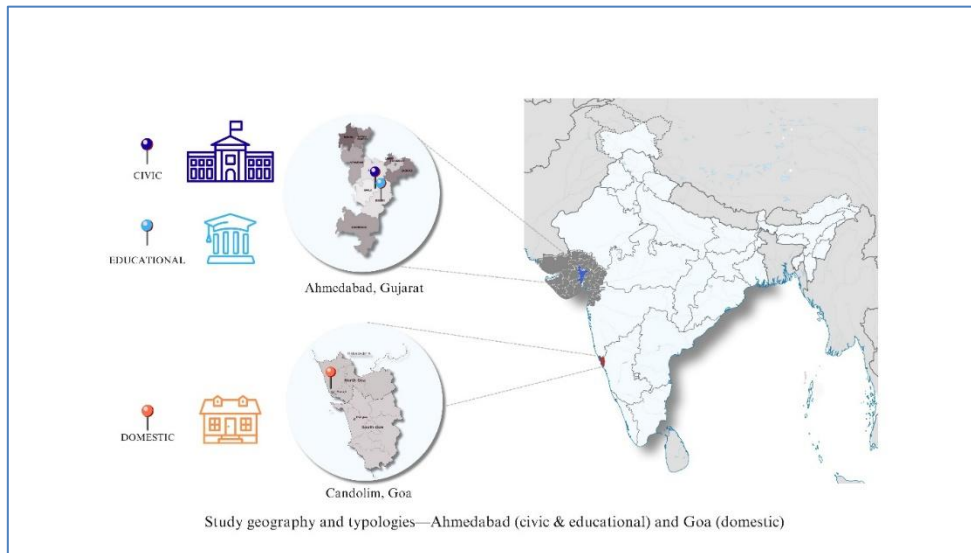 CIVIC
EDUCATIONAL
Ahmedabad, Gujarat
DOMESTIC
Candolim, Goa
Study geography and typologies—Ahmedabad (civic & educational) and Goa (domestic)